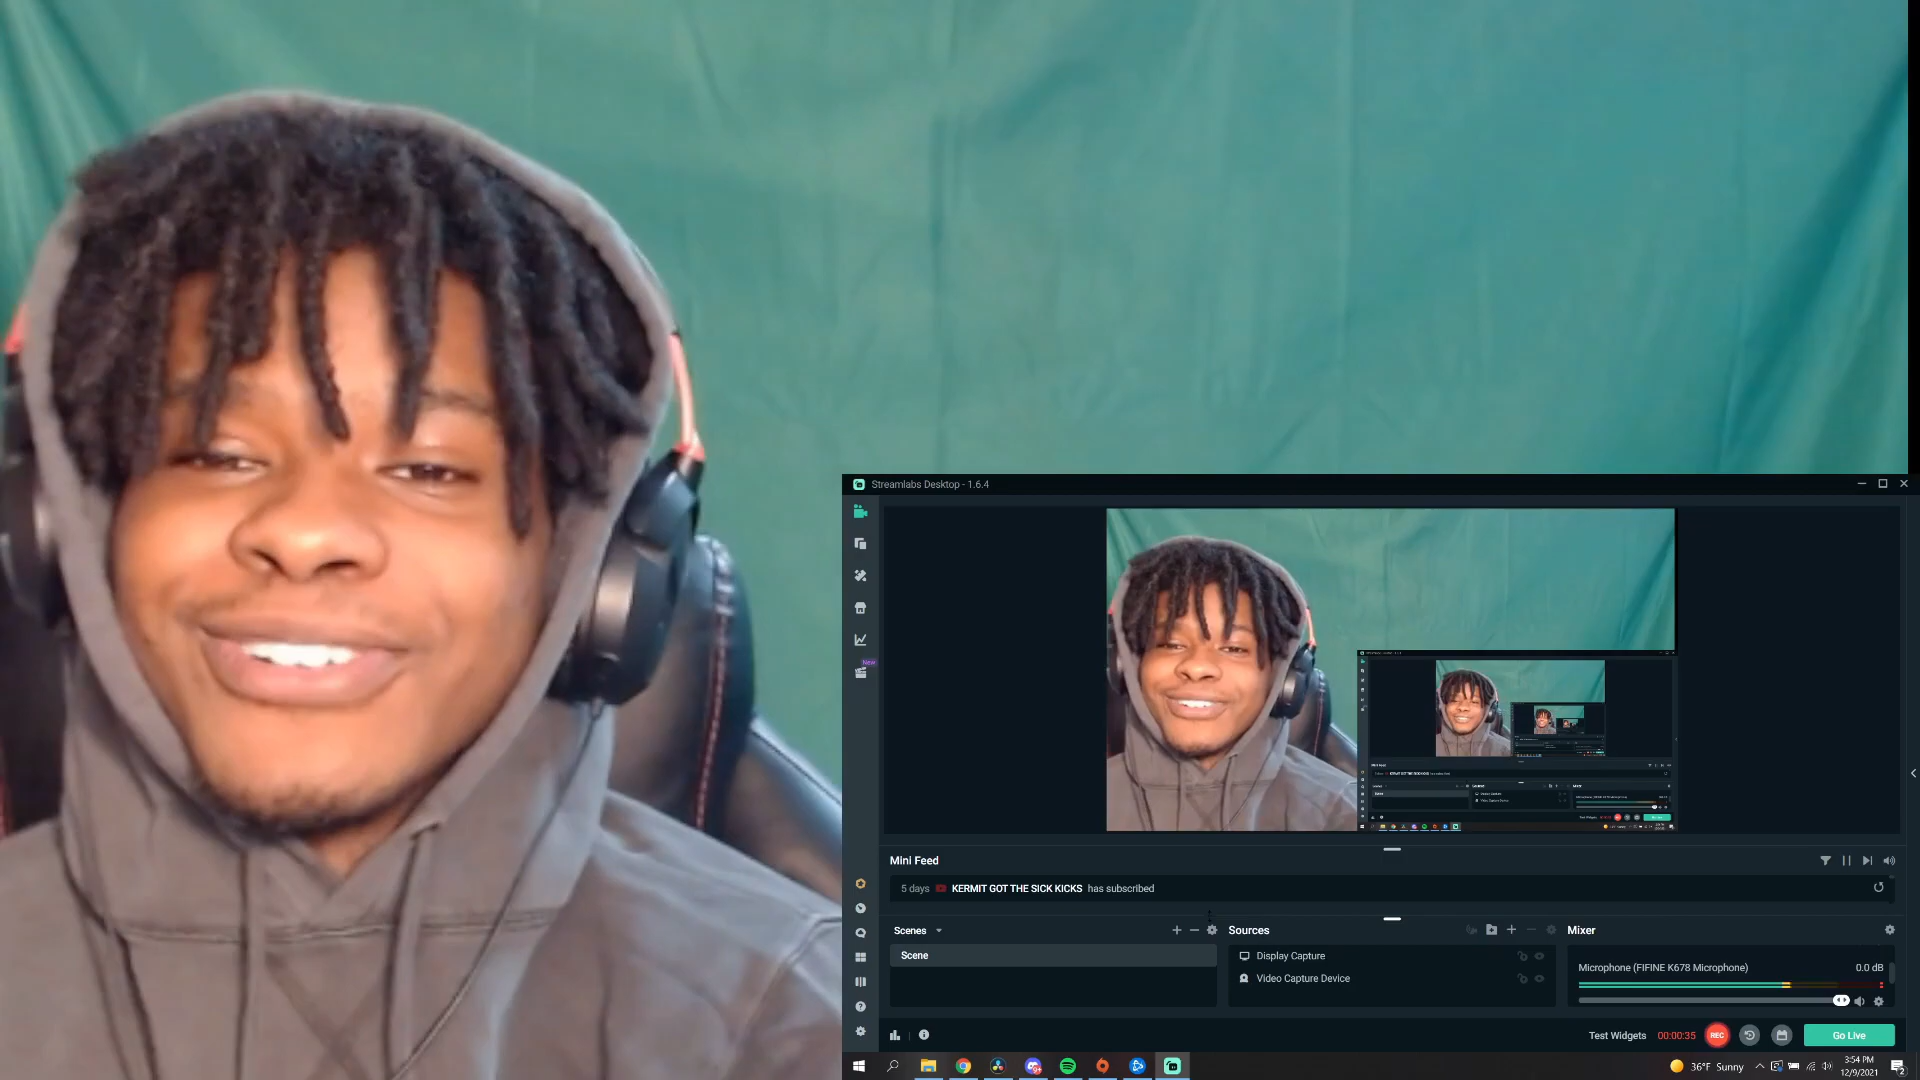 Streamlabs Desktop - 1.6.4
New
Mini Feed
5 days KERMIT GOT THE SICK KICKS has subscribed
Scenes
Scene
Sources
Display Capture
Video Capture Device
Mixer
Microphone (FIFINE K678 Microphone) 0.0 dB
Test Widgets 00:00:35 REC Go Live
36°F Sunny
3:54 PM
12/9/2021
2